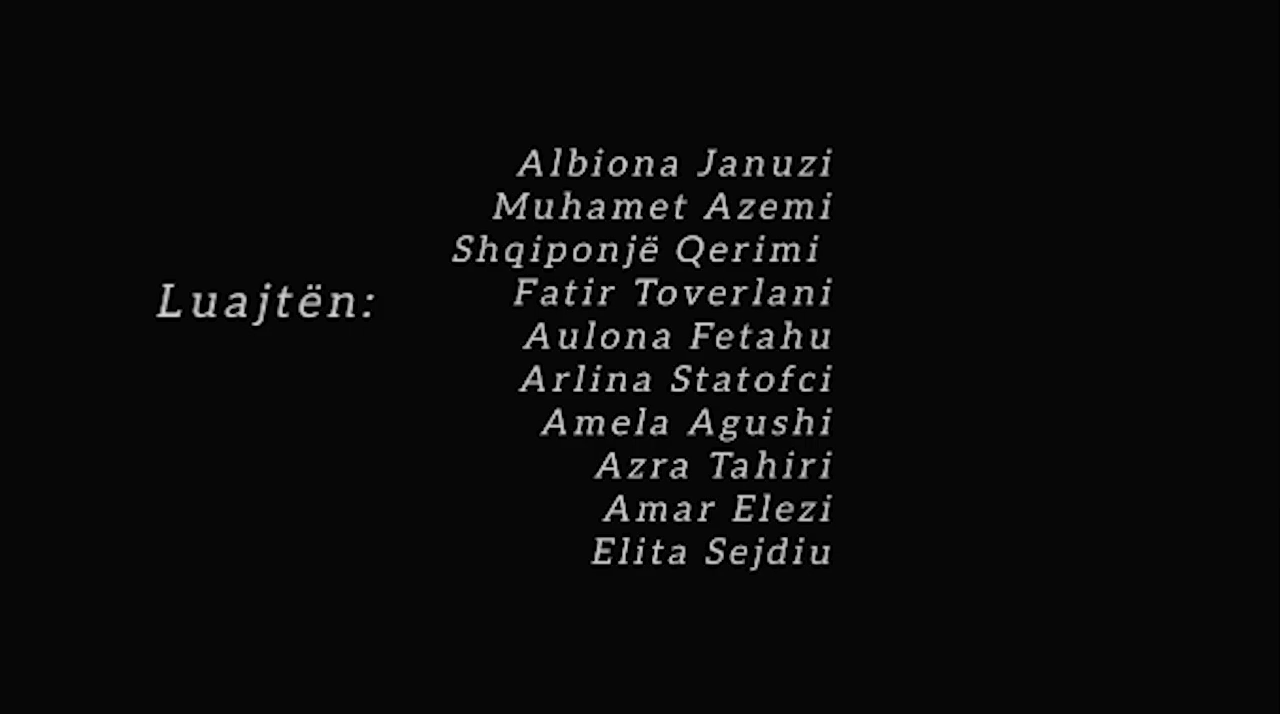 Luajtën:
Albiona Januzi
Muhamet Azemi
Shqiponjë Qerimi
Fatir Toverlani
Aulona Fetahu
Arlina Statofci
Amela Agushi
Azra Tahiri
Amar Elezi
Elita Sejdiu